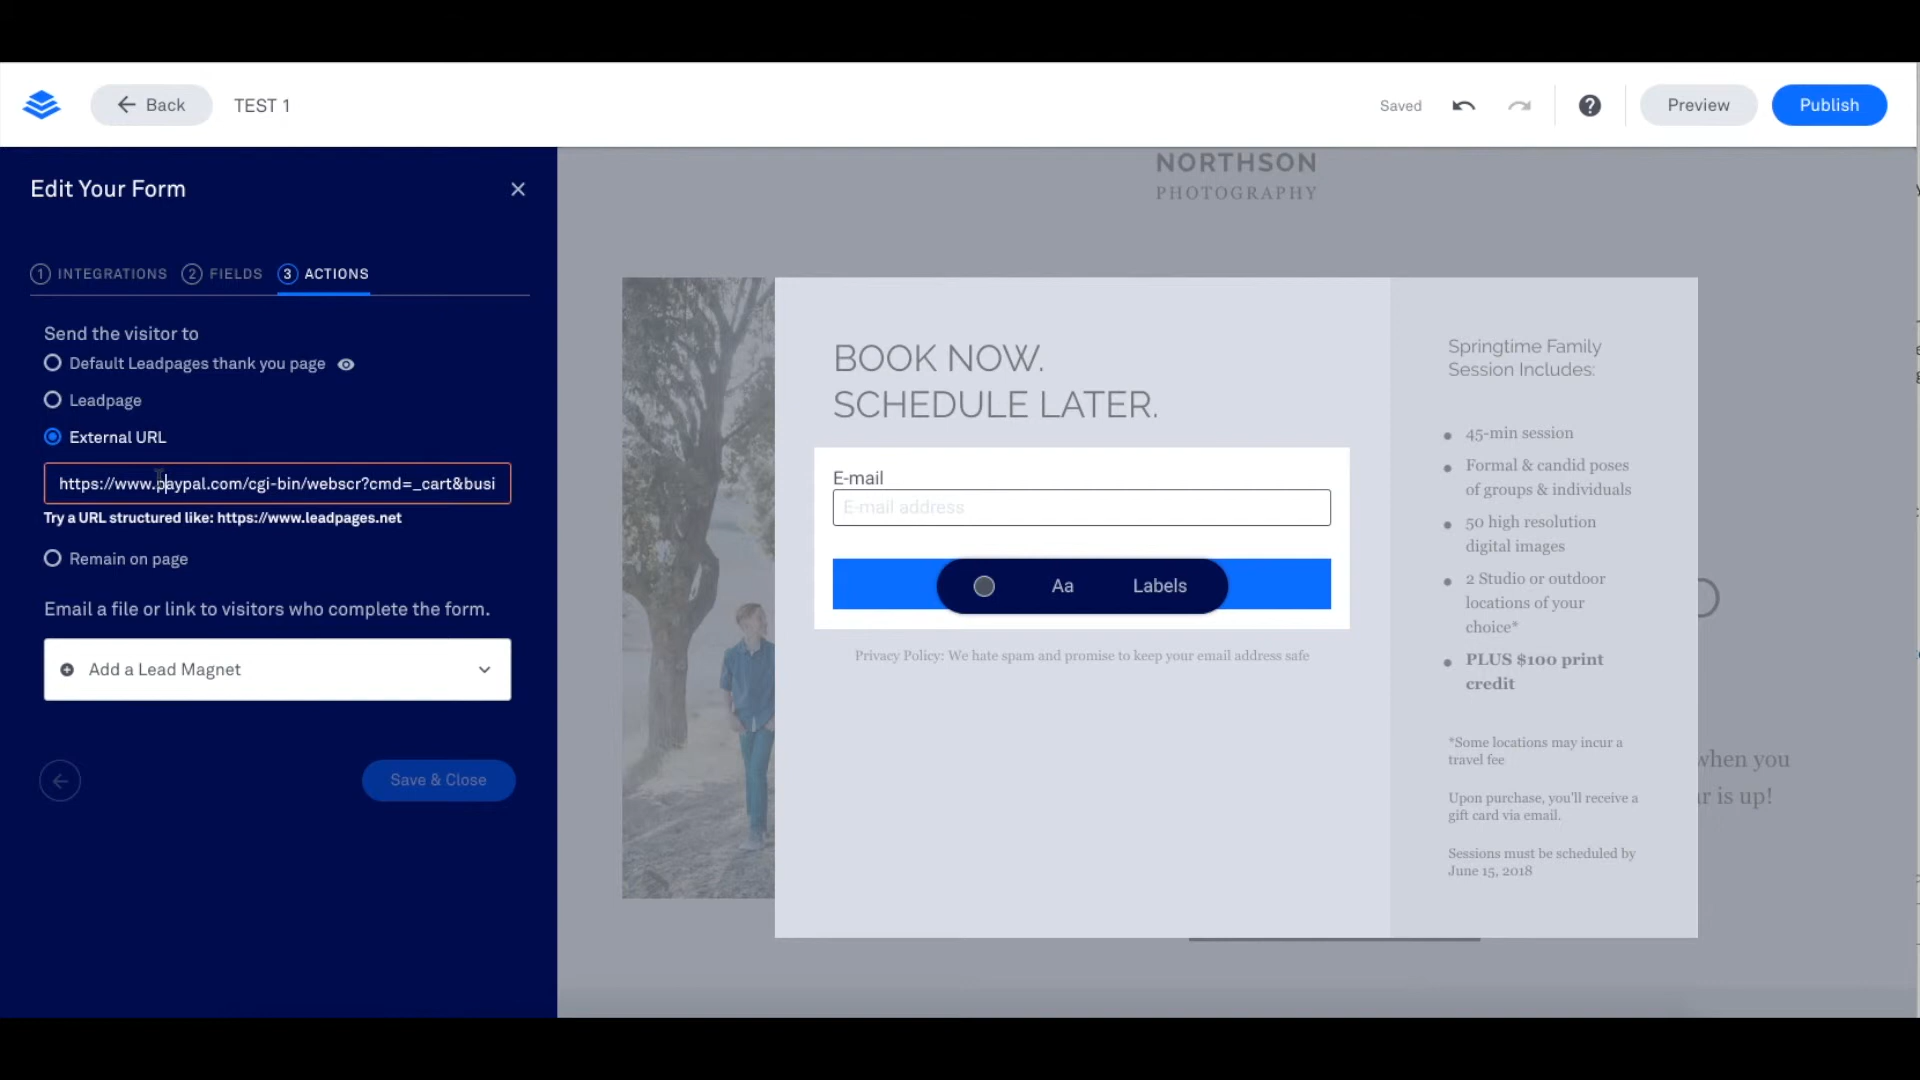 Back
TEST 1
Saved
Preview
Publish
Edit Your Form
1 INTEGRATIONS
2 FIELDS
3 ACTIONS
Send the visitor to
Default Leadpages thank you page
Leadpage
External URL
https://www.paypal.com/cgi-bin/webscr?cmd=_cart&busi
Try a URL structured like: https://www.leadpages.net
Remain on page
Email a file or link to visitors who complete the form.
Add a Lead Magnet
Save & Close
NORTHSON
PHOTOGRAPHY
BOOK NOW.
SCHEDULE LATER.
E-mail
E-mail address
Aa
Labels
Privacy Policy: We hate spam and promise to keep your email address safe
Springtime Family
Session Includes:
45-min session
Formal & candid poses
of groups & individuals
50 high resolution
digital images
2 Studio or outdoor
locations of your
choice*
PLUS $100 print
credit
*Some locations may incur a
travel fee
Upon purchase, you'll receive a
gift card via email.
Sessions must be scheduled by
June 15, 2018
when you
is up!